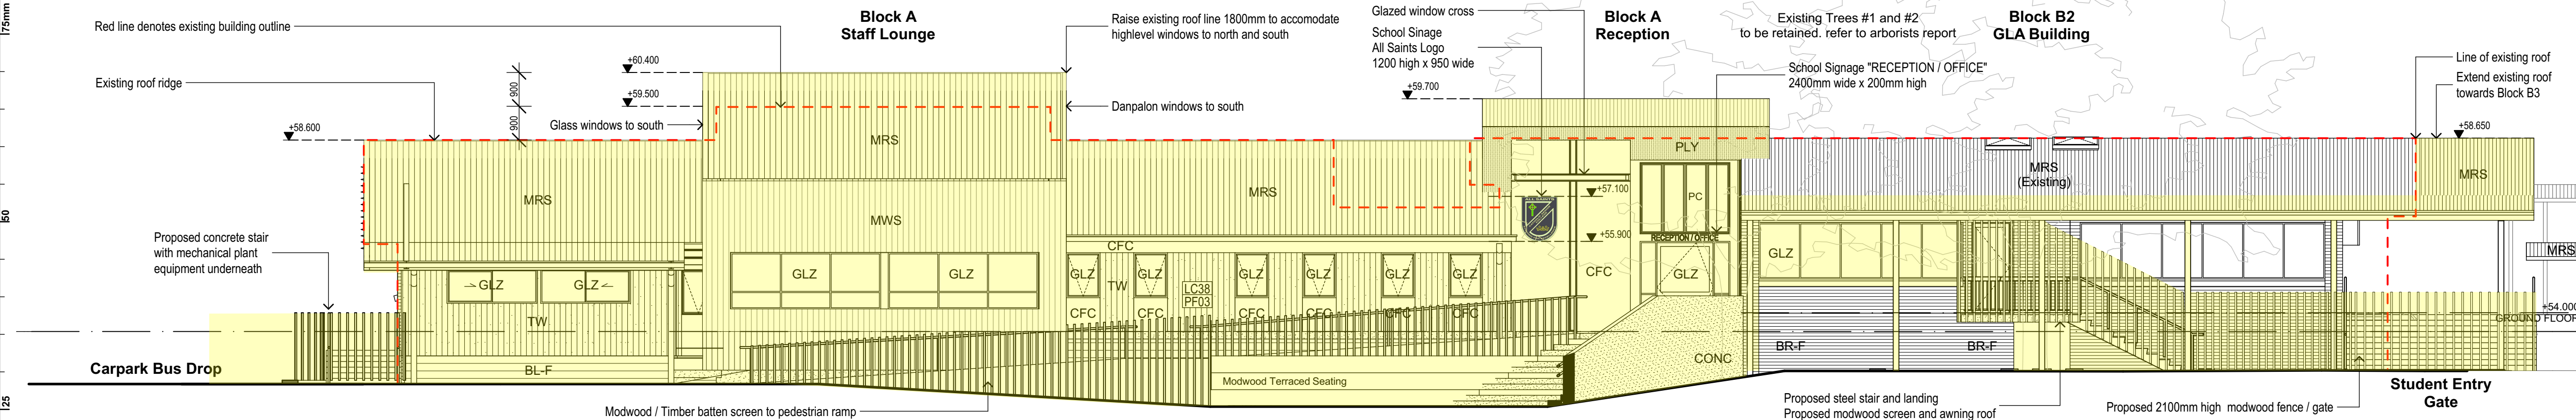 75mm
50
25
Red line denotes existing building outline
Existing roof ridge
+58.600
900
900
+60.400
+59.500
Glass windows to south
Block A
Staff Lounge
Raise existing roof line 1800mm to accomodate
highlevel windows to north and south
Danpalon windows to south
Glazed window cross
School Sinage
All Saints Logo
1200 high x 950 wide
+59.700
Block A
Reception
Existing Trees #1 and #2
to be retained. refer to arborists report
School Signage "RECEPTION / OFFICE"
2400mm wide x 200mm high
Block B2
GLA Building
Line of existing roof
Extend existing roof
towards Block B3
+58.650
MRS
MRS
MWS
MRS
PLY
PC
MRS
(Existing)
MRS
MRS
+57.100
+55.900
ALL SAINTS
RECEPTION / OFFICE
Proposed concrete stair
with mechanical plant
equipment underneath
GLZ
GLZ
GLZ
GLZ
CFC
GLZ
GLZ
GLZ
GLZ
GLZ
GLZ
TW
TW
LC38
PF03
CFC
CFC
CFC
CFC
CFC
CFC
CFC
GLZ
GLZ
+54.000
GROUND FLOOR
BL-F
CONC
BR-F
BR-F
Carpark Bus Drop
Modwood Terraced Seating
Modwood / Timber batten screen to pedestrian ramp
Proposed steel stair and landing
Proposed modwood screen and awning roof
Proposed 2100mm high modwood fence / gate
Student Entry
Gate